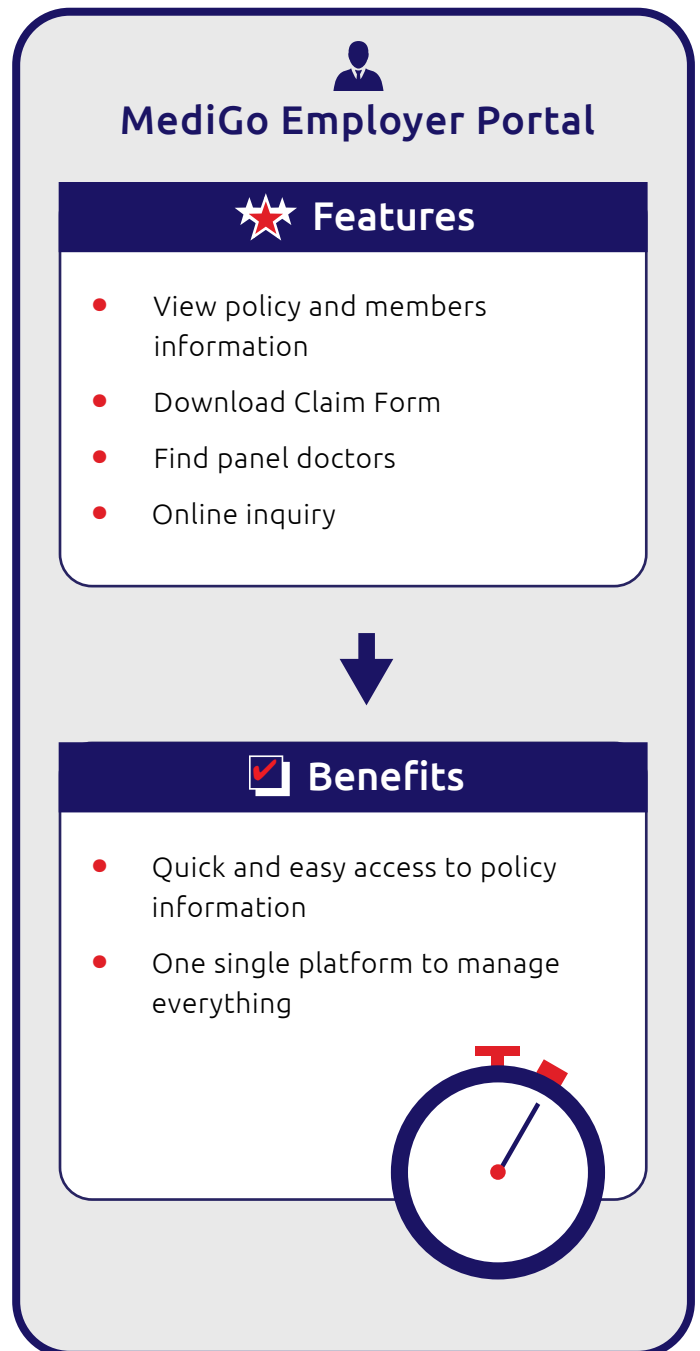 MediGo Employer Portal
Features
View policy and members
information
Download Claim Form
Find panel doctors
Online inquiry
Benefits
Quick and easy access to policy
information
One single platform to manage
everything